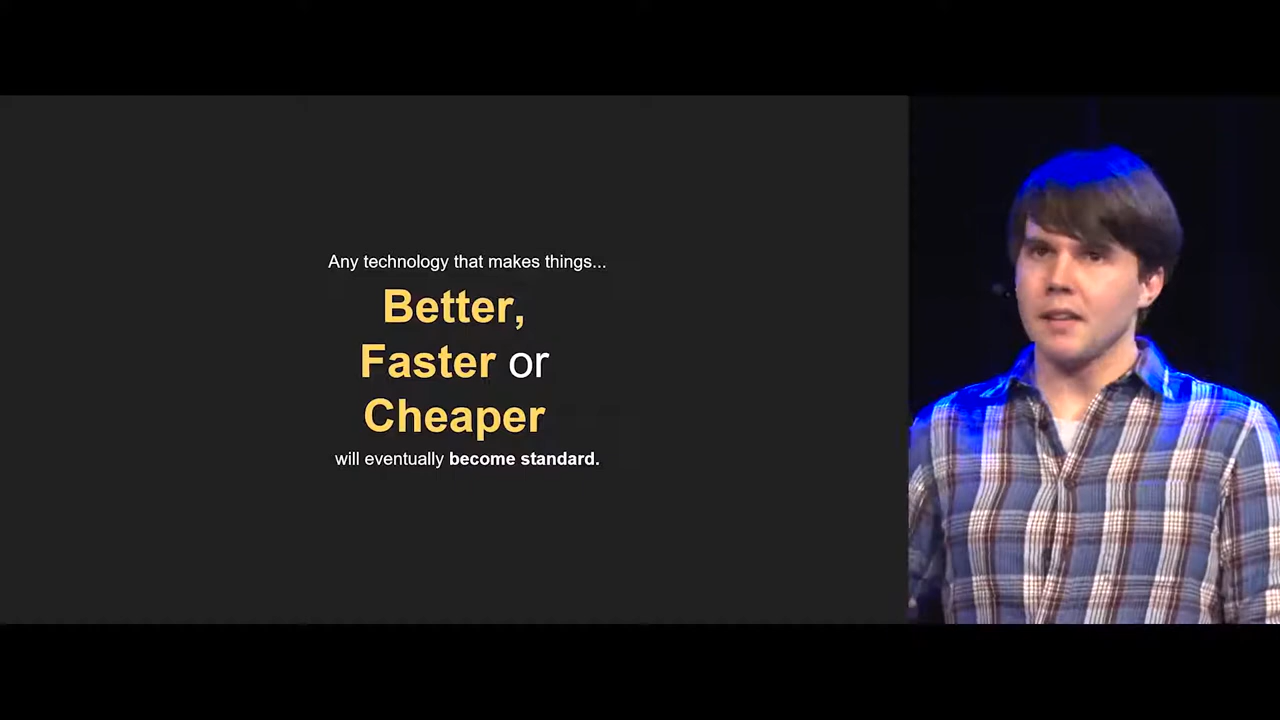 Any technology that makes things...
Better,
Faster or
Cheaper
will eventually become standard.